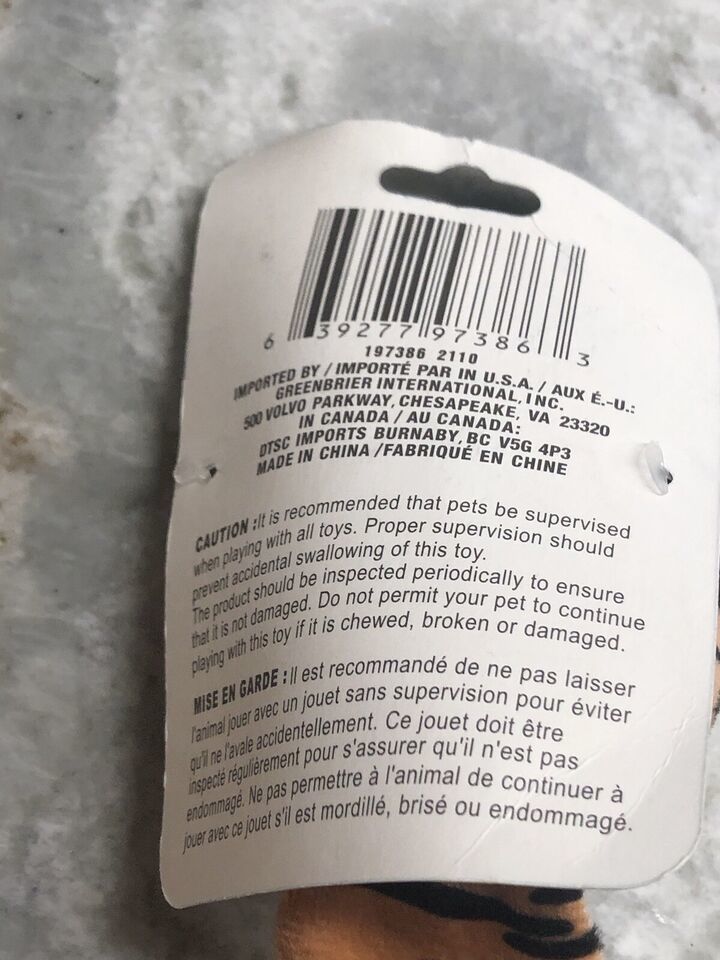 6 39277 97386 3
197386 2110
IMPORTED BY / IMPORTÉ PAR IN U.S.A. / AUX É.-U.:
GREENBRIER INTERNATIONAL, INC.
500 VOLVO PARKWAY, CHESAPEAKE, VA 23320
IN CANADA / AU CANADA:
DTSC IMPORTS BURNABY, BC V5G 4P3
MADE IN CHINA /FABRIQUÉ EN CHINE
CAUTION :It is recommended that pets be supervised
when playing with all toys. Proper supervision should
prevent accidental swallowing of this toy.
The product should be inspected periodically to ensure
that it is not damaged. Do not permit your pet to continue
playing with this toy if it is chewed, broken or damaged.
MISE EN GARDE :Il est recommandé de ne pas laisser
l'animal jouer avec un jouet sans supervision pour éviter
qu'il ne l'avale accidentellement. Ce jouet doit être
inspecté régulièrement pour s'assurer qu'il n'est pas
endommagé. Ne pas permettre à l'animal de continuer à
jouer avec ce jouet s'il est mordillé, brisé ou endommagé.